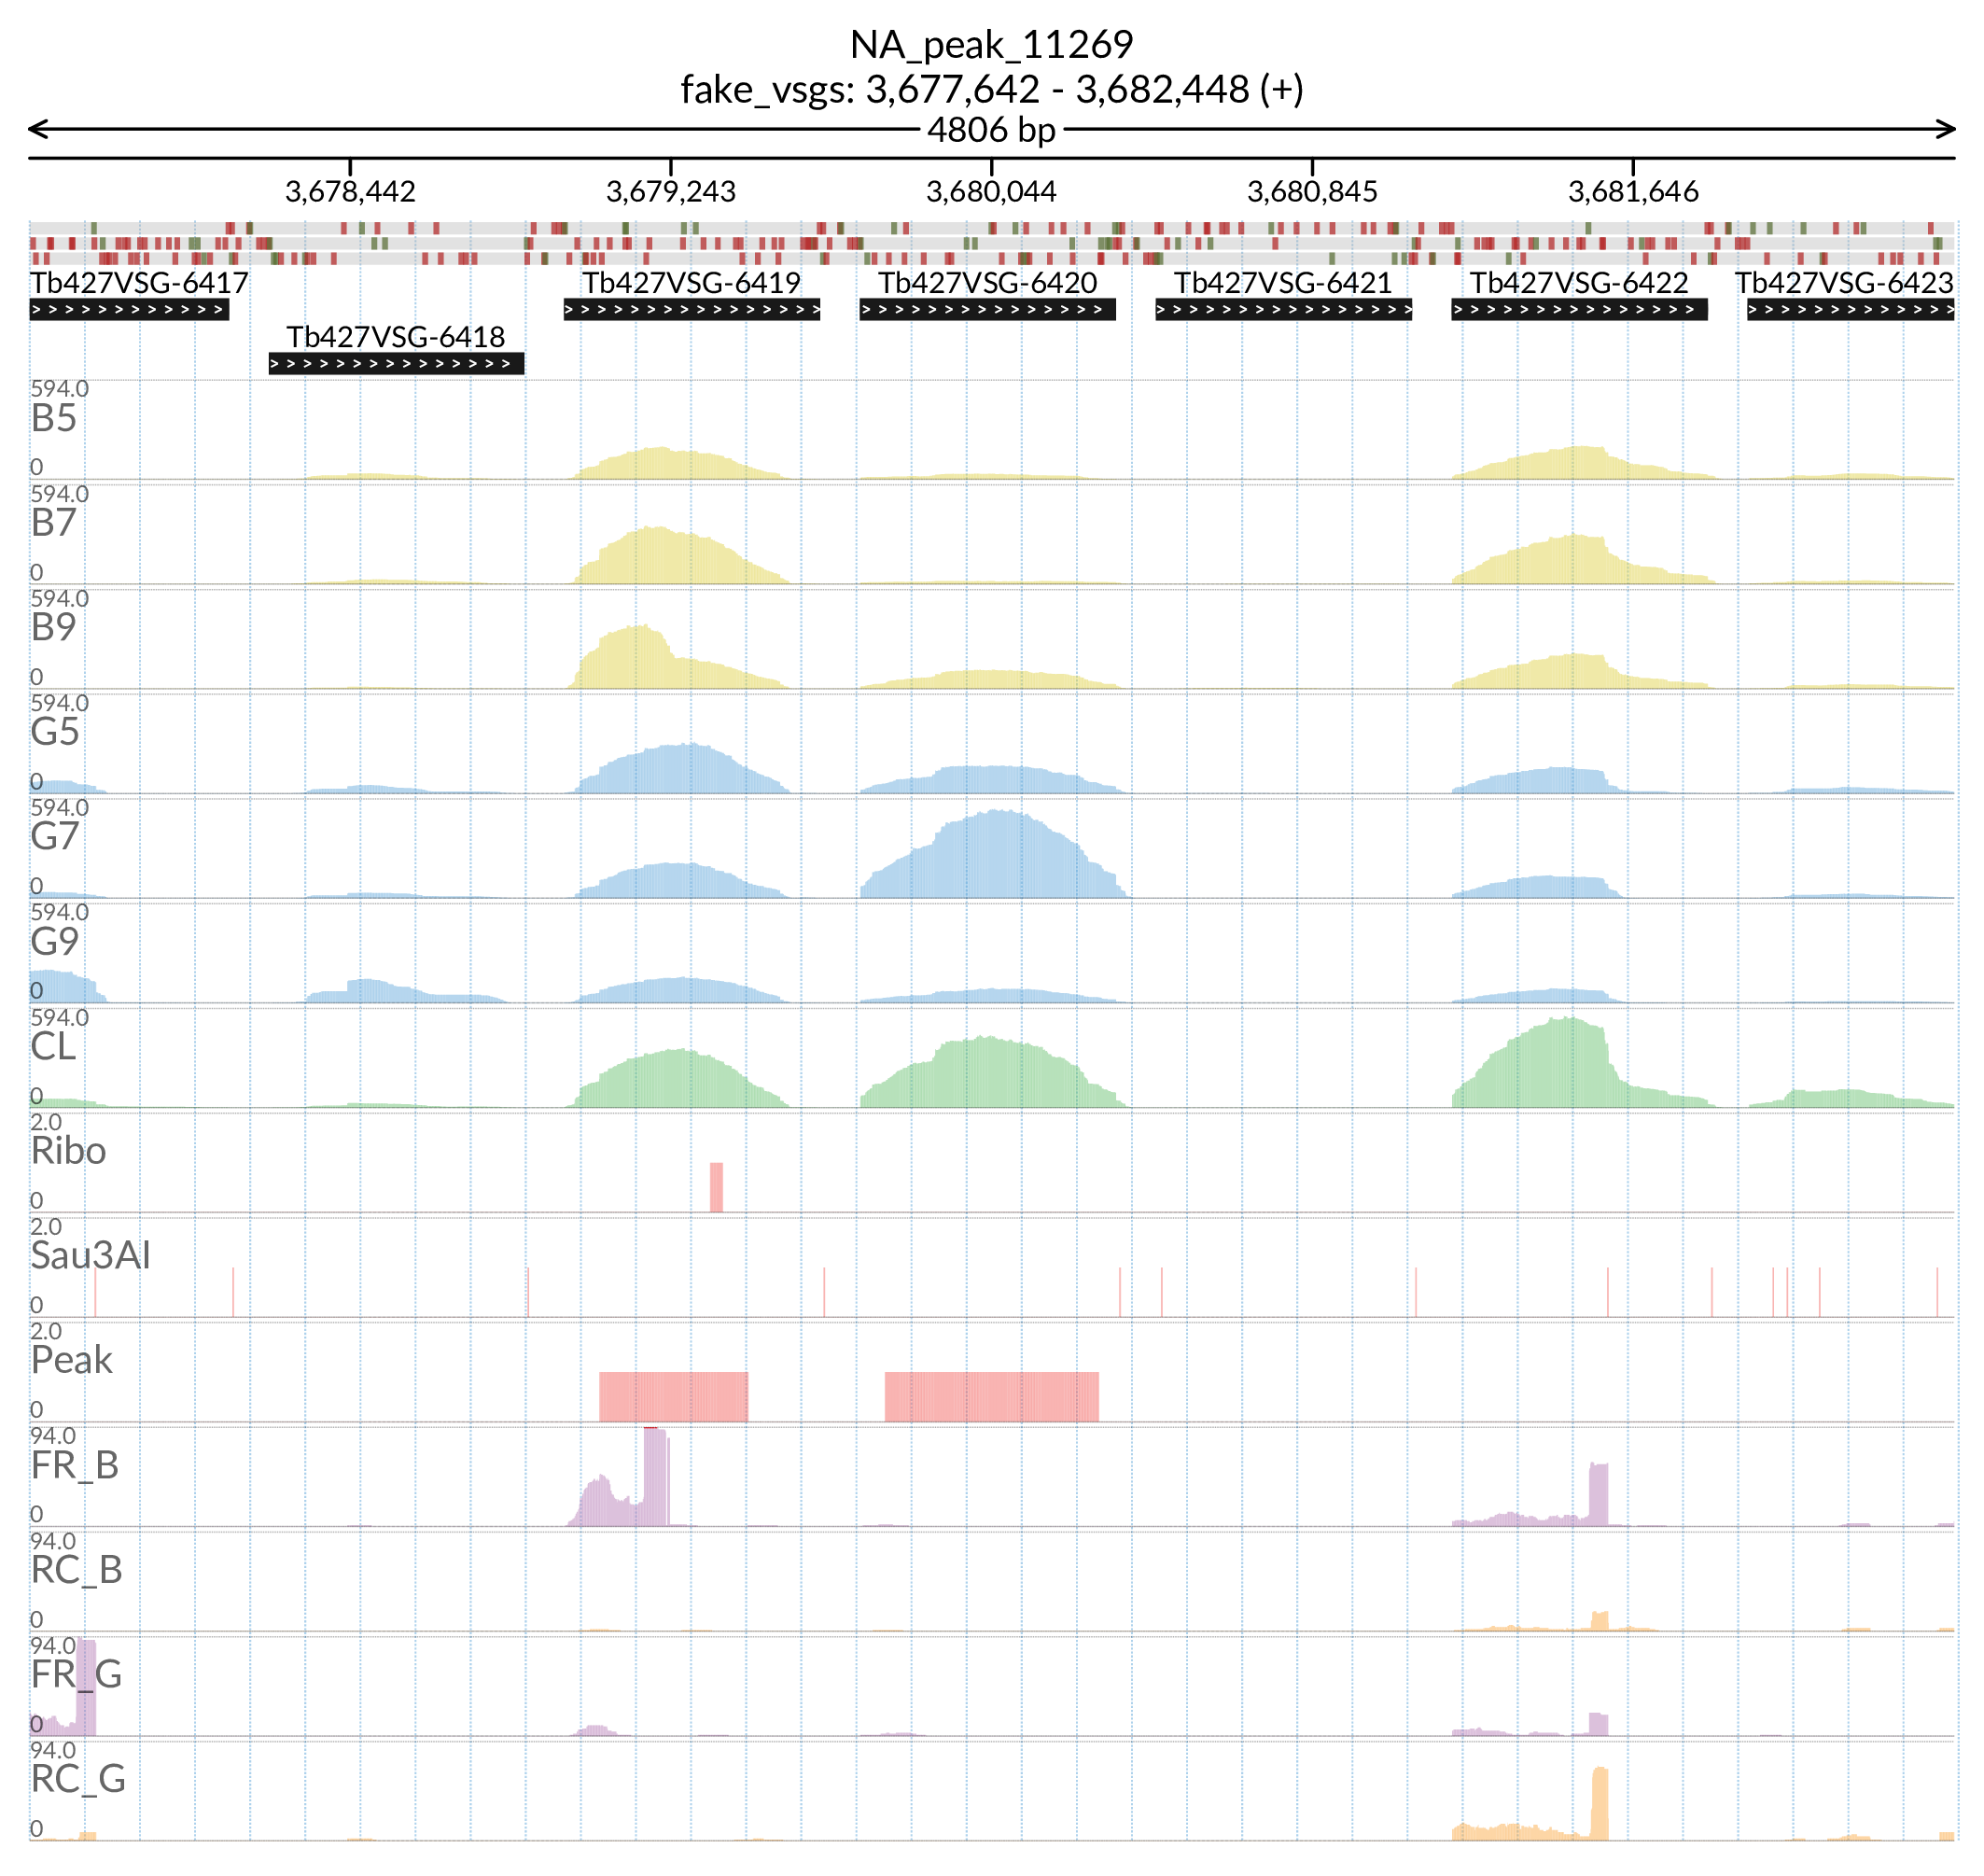 NA_peak_11269
fake_vsgs: 3,677,642 - 3,682,448 (+)
4806 bp
3,678,442 3,679,243 3,680,044 3,680,845 3,681,646
Tb427VSG-6417 Tb427VSG-6419 Tb427VSG-6420 Tb427VSG-6421 Tb427VSG-6422 Tb427VSG-6423
Tb427VSG-6418
594.0
B5
0
594.0
B7
0
594.0
B9
0
594.0
G5
0
594.0
G7
0
594.0
G9
0
594.0
CL
0
2.0
Ribo
0
2.0
Sau3AI
0
2.0
Peak
0
94.0
FR_B
0
94.0
RC_B
0
94.0
FR_G
0
94.0
RC_G
0